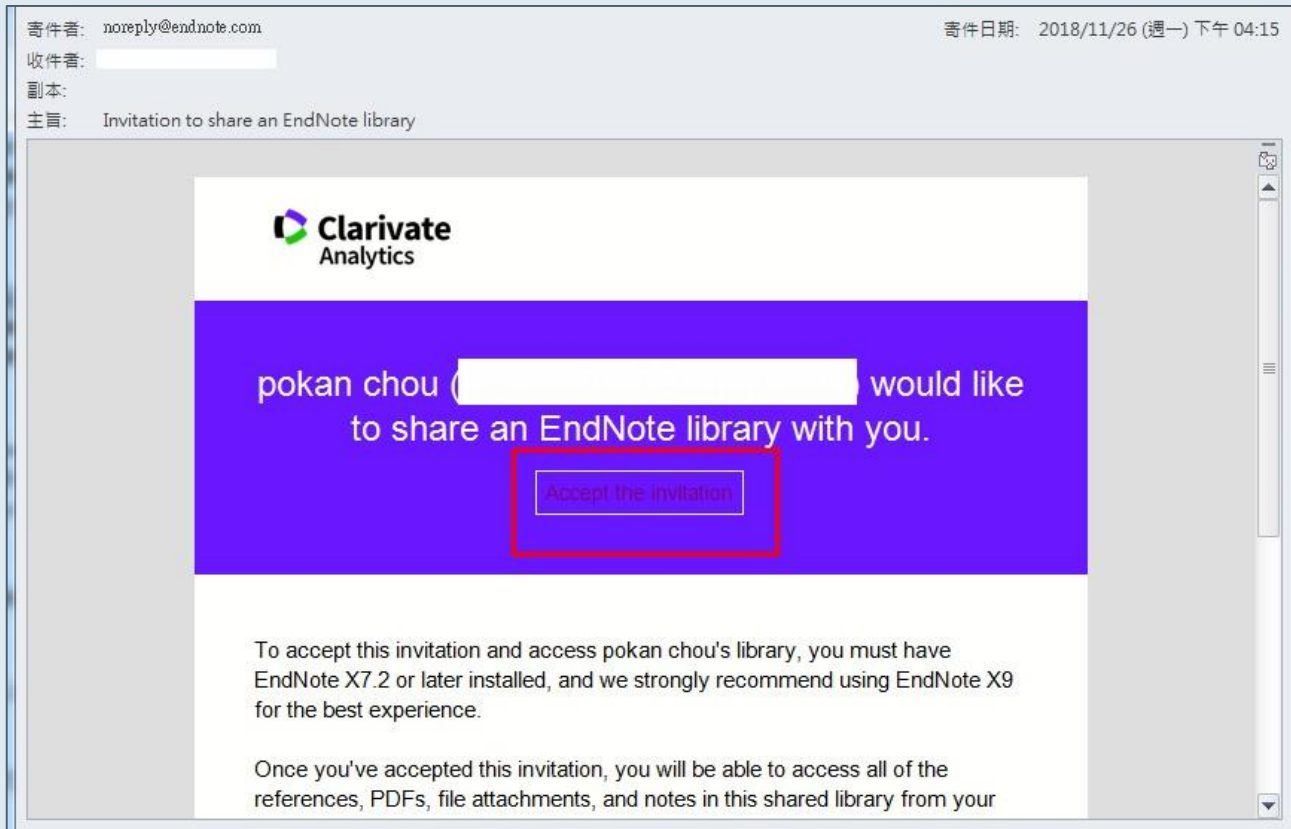 寄件者: noreply@endnote.com 寄件日期: 2018/11/26 (週一) 下午 04:15
收件者:
副本:
主旨: Invitation to share an EndNote library
Clarivate
Analytics
pokan chou ( ) would like
to share an EndNote library with you.
Accept the invitation
To accept this invitation and access pokan chou's library, you must have
EndNote X7.2 or later installed, and we strongly recommend using EndNote X9
for the best experience.
Once you've accepted this invitation, you will be able to access all of the
references, PDFs, file attachments, and notes in this shared library from your